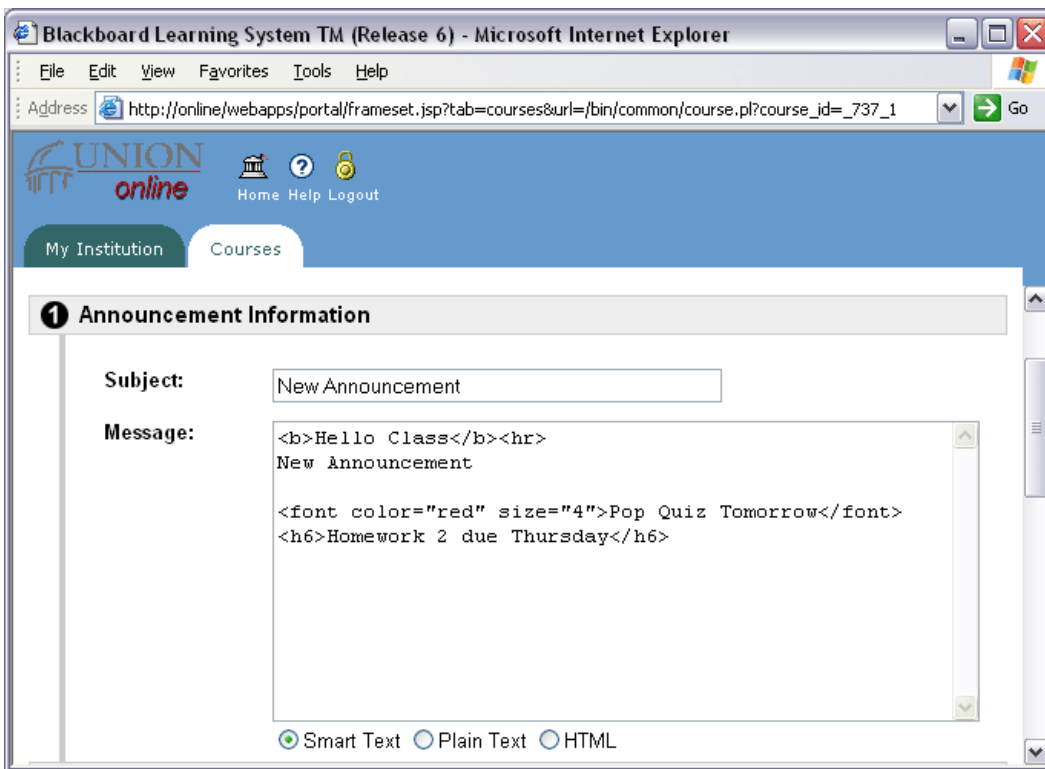 Blackboard Learning System TM (Release 6) - Microsoft Internet Explorer
File Edit View Favorites Tools Help
Address http://online/webapps/portal/frameset.jsp?tab=courses&url=/bin/common/course.pl?course_id=_737_1 Go
UNION
online
Home Help Logout
My Institution Courses
1 Announcement Information
Subject: New Announcement
Message: <b>Hello Class</b><hr>
New Announcement
<font color="red" size="4">Pop Quiz Tomorrow</font>
<h6>Homework 2 due Thursday</h6>
Smart Text Plain Text HTML